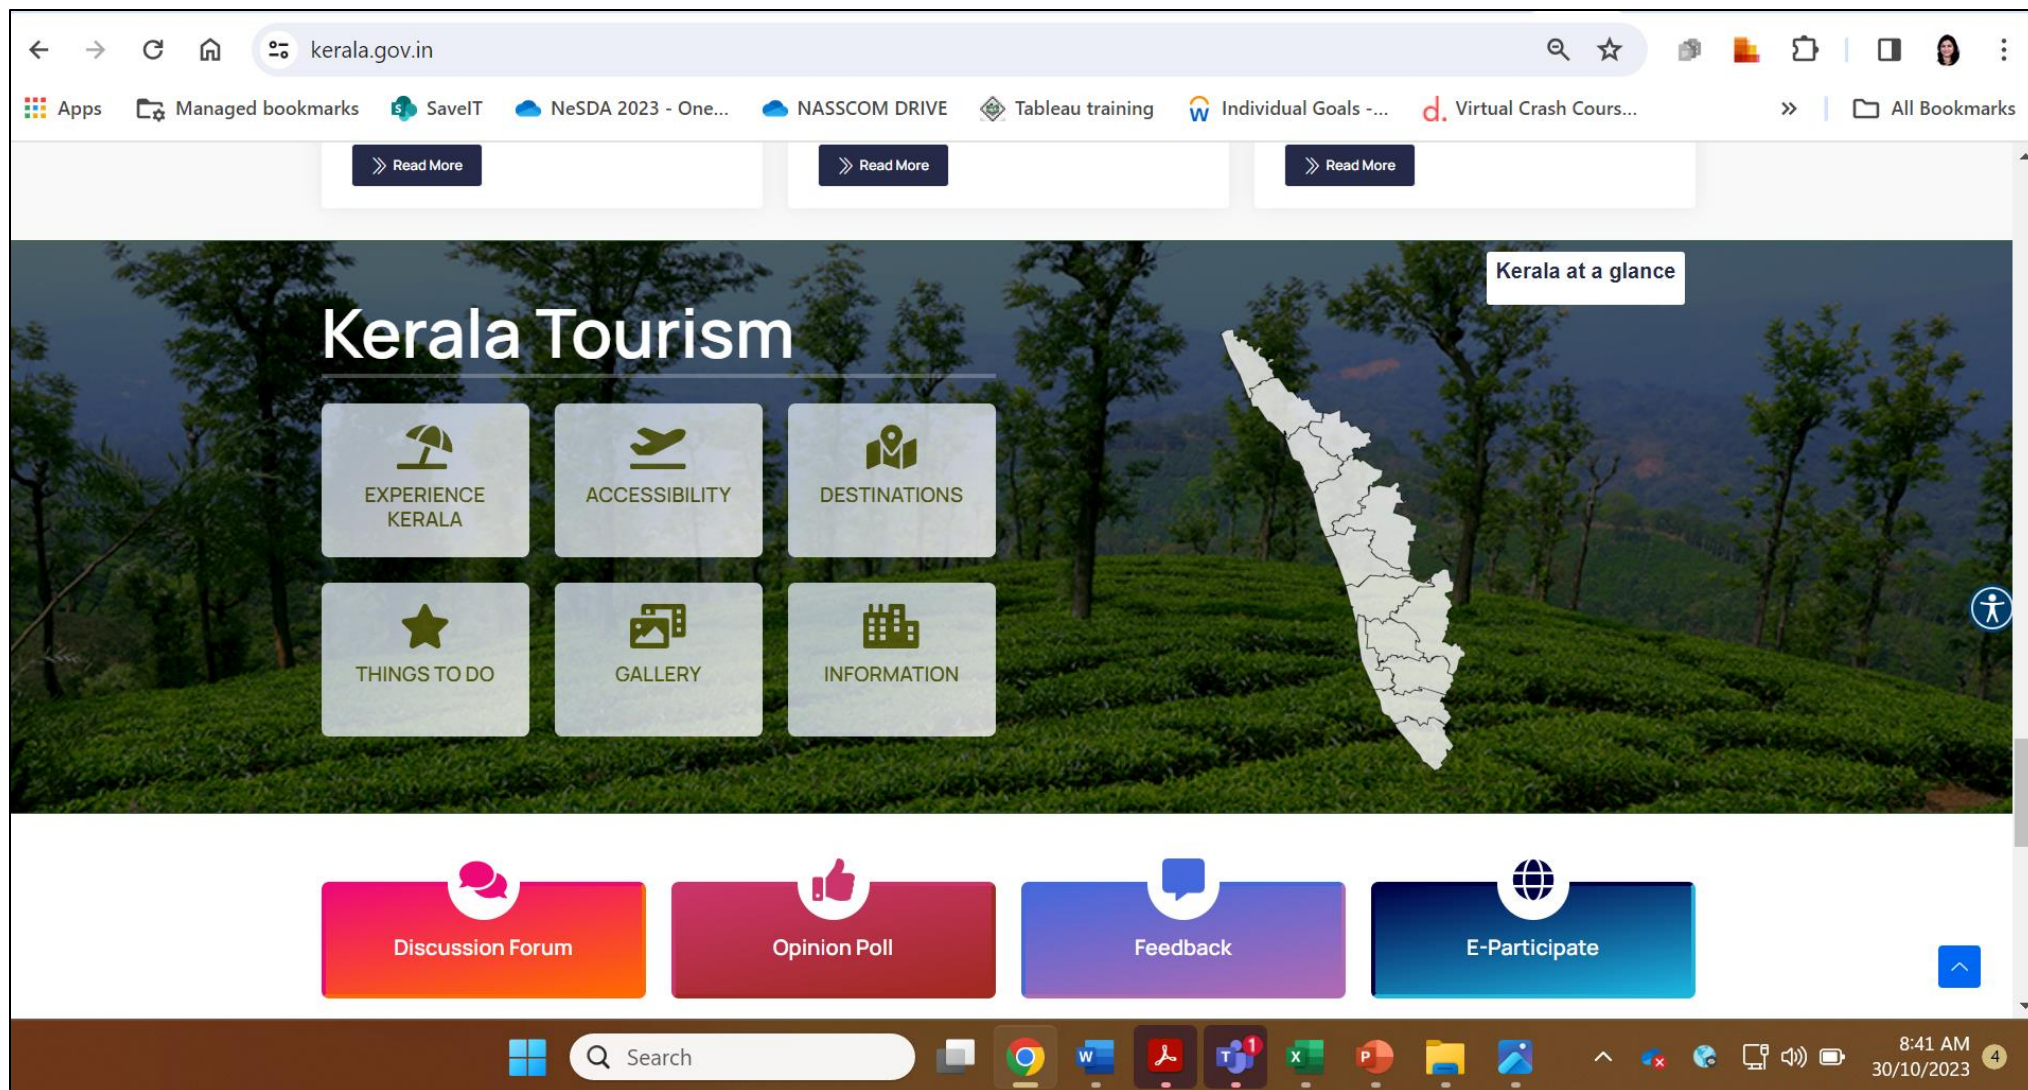 kerala.gov.in
Apps Managed bookmarks SaveIT NeSDA 2023 - One... NASSCOM DRIVE Tableau training Individual Goals -... Virtual Crash Cours... » All Bookmarks
Read More Read More Read More
Kerala at a glance
Kerala Tourism
EXPERIENCE
KERALA
ACCESSIBILITY
DESTINATIONS
THINGS TO DO
GALLERY
INFORMATION
Discussion Forum
Opinion Poll
Feedback
E-Participate
Search
8:41 AM
30/10/2023
4
1